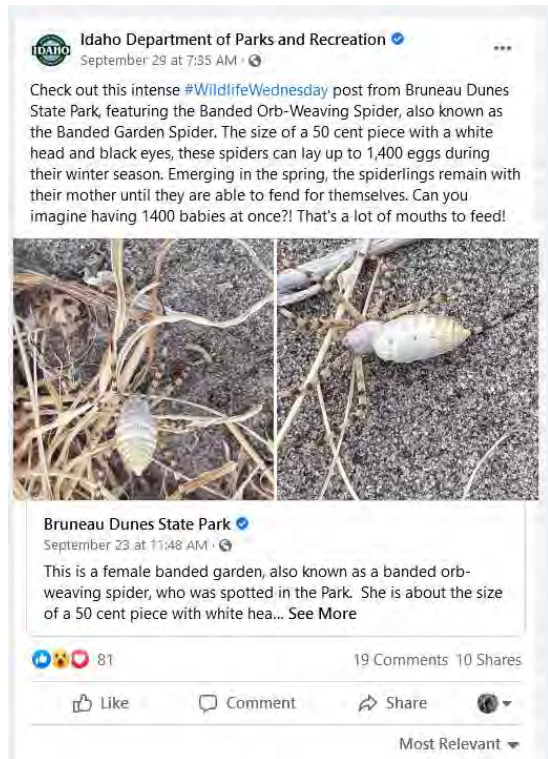 IDAHO
Idaho Department of Parks and Recreation
September 29 at 7:35 AM ·
Check out this intense #WildlifeWednesday post from Bruneau Dunes
State Park, featuring the Banded Orb-Weaving Spider, also known as
the Banded Garden Spider. The size of a 50 cent piece with a white
head and black eyes, these spiders can lay up to 1,400 eggs during
their winter season. Emerging in the spring, the spiderlings remain with
their mother until they are able to fend for themselves. Can you
imagine having 1400 babies at once?! That's a lot of mouths to feed!
Bruneau Dunes State Park
September 23 at 11:48 AM ·
This is a female banded garden, also known as a banded orb-
weaving spider, who was spotted in the Park. She is about the size
of a 50 cent piece with white hea... See More
81 19 Comments 10 Shares
Like Comment Share
Most Relevant